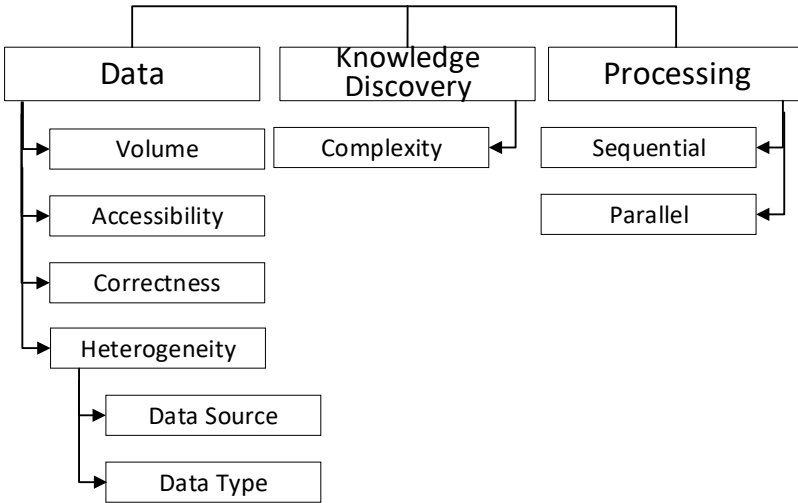 Data
Knowledge
Discovery
Processing
Volume
Complexity
Sequential
Accessibility
Parallel
Correctness
Heterogeneity
Data Source
Data Type